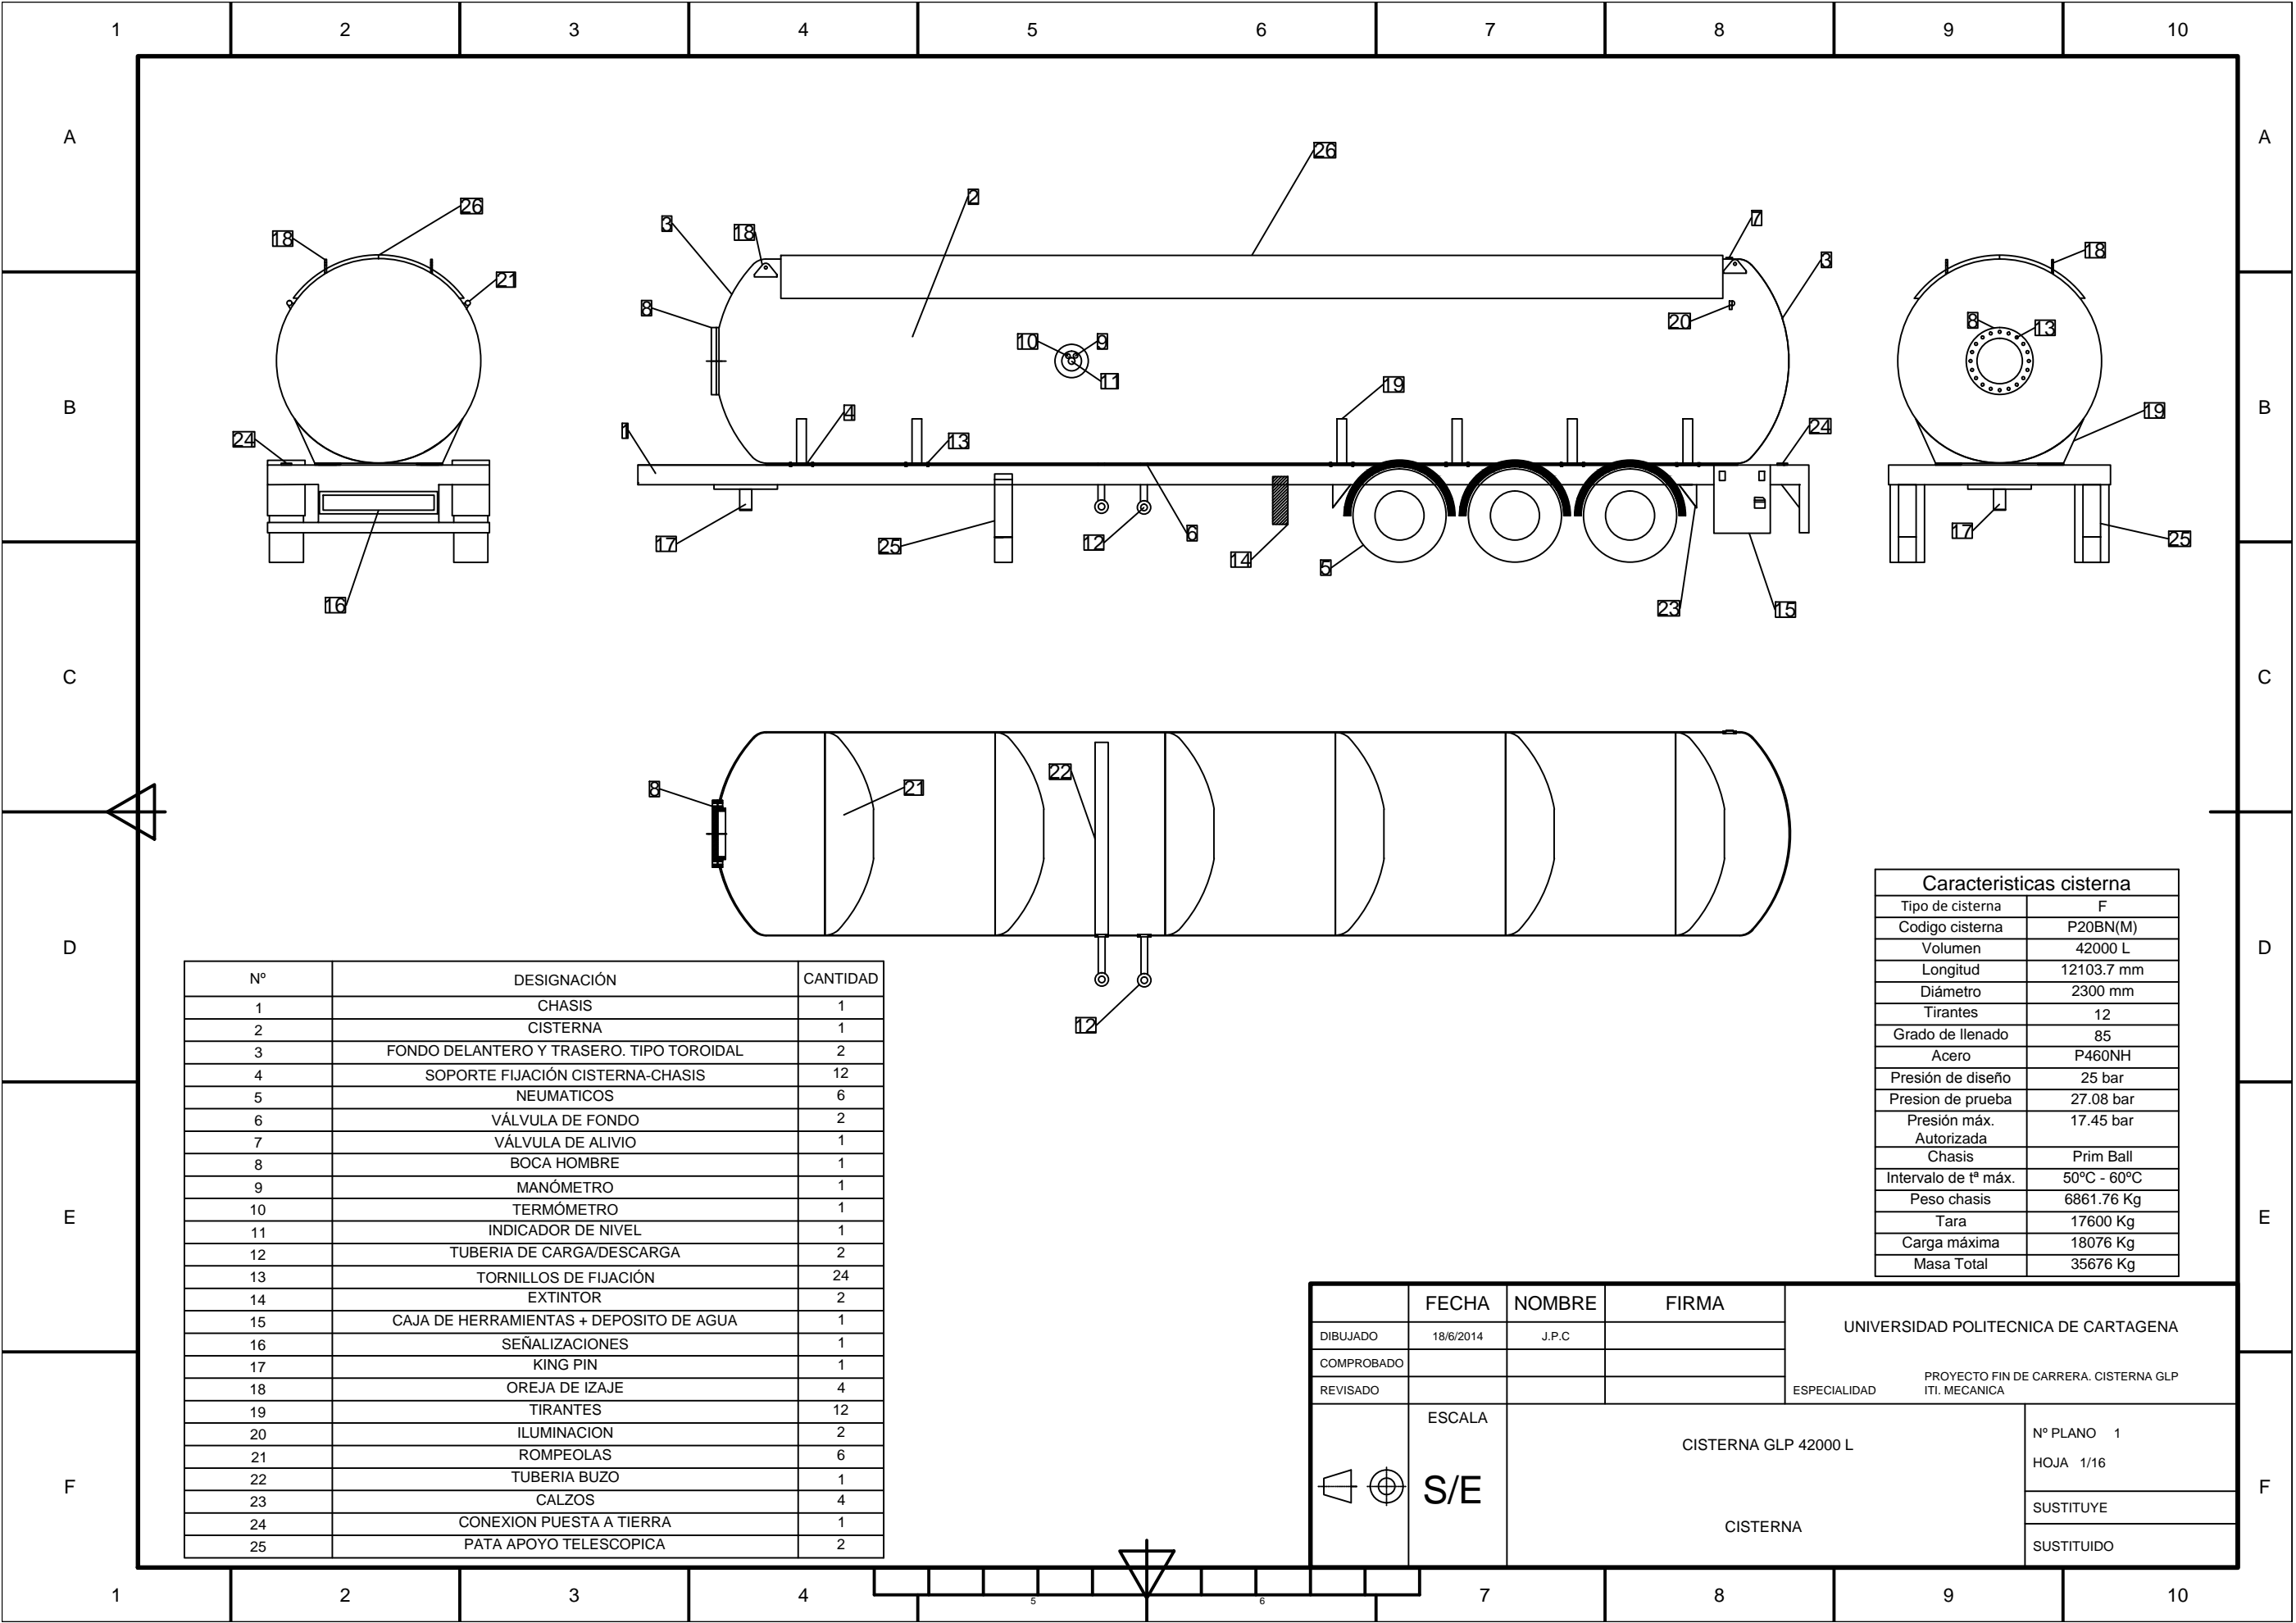 1 2 3 4 5 6 7 8 9 10
A A
26
2
26
3
7
18
18
18
3
21
8
20
8
13
10
9
11
19
B B
4
19
1
24
13
24
17
25
12
6
14
5
17
25
16
23
15
C C
22
8
21
12
D D
Caracteristicas cisterna
Tipo de cisterna F
Codigo cisterna P20BN(M)
Volumen 42000 L
Longitud 12103.7 mm
Diámetro 2300 mm
Tirantes 12
Grado de llenado 85
Acero P460NH
Presión de diseño 25 bar
Presion de prueba 27.08 bar
Presión máx. 17.45 bar
Autorizada
Chasis Prim Ball
Intervalo de tª máx. 50ºC - 60ºC
Peso chasis 6861.76 Kg
Tara 17600 Kg
Carga máxima 18076 Kg
Masa Total 35676 Kg
Nº DESIGNACIÓN CANTIDAD
1 CHASIS 1
2 CISTERNA 1
3 FONDO DELANTERO Y TRASERO. TIPO TOROIDAL 2
4 SOPORTE FIJACIÓN CISTERNA-CHASIS 12
5 NEUMATICOS 6
6 VÁLVULA DE FONDO 2
7 VÁLVULA DE ALIVIO 1
8 BOCA HOMBRE 1
9 MANÓMETRO 1
10 TERMÓMETRO 1
11 INDICADOR DE NIVEL 1
12 TUBERIA DE CARGA/DESCARGA 2
13 TORNILLOS DE FIJACIÓN 24
14 EXTINTOR 2
15 CAJA DE HERRAMIENTAS + DEPOSITO DE AGUA 1
16 SEÑALIZACIONES 1
17 KING PIN 1
18 OREJA DE IZAJE 4
19 TIRANTES 12
20 ILUMINACION 2
21 ROMPEOLAS 6
22 TUBERIA BUZO 1
23 CALZOS 4
24 CONEXION PUESTA A TIERRA 1
25 PATA APOYO TELESCOPICA 2
E E
FECHA NOMBRE FIRMA
DIBUJADO 18/6/2014 J.P.C
COMPROBADO
REVISADO
UNIVERSIDAD POLITECNICA DE CARTAGENA
PROYECTO FIN DE CARRERA. CISTERNA GLP
ESPECIALIDAD ITI. MECANICA
ESCALA
S/E
CISTERNA GLP 42000 L
CISTERNA
Nº PLANO 1
HOJA 1/16
SUSTITUYE
SUSTITUIDO
F F
1 2 3 4 5 6 7 8 9 10